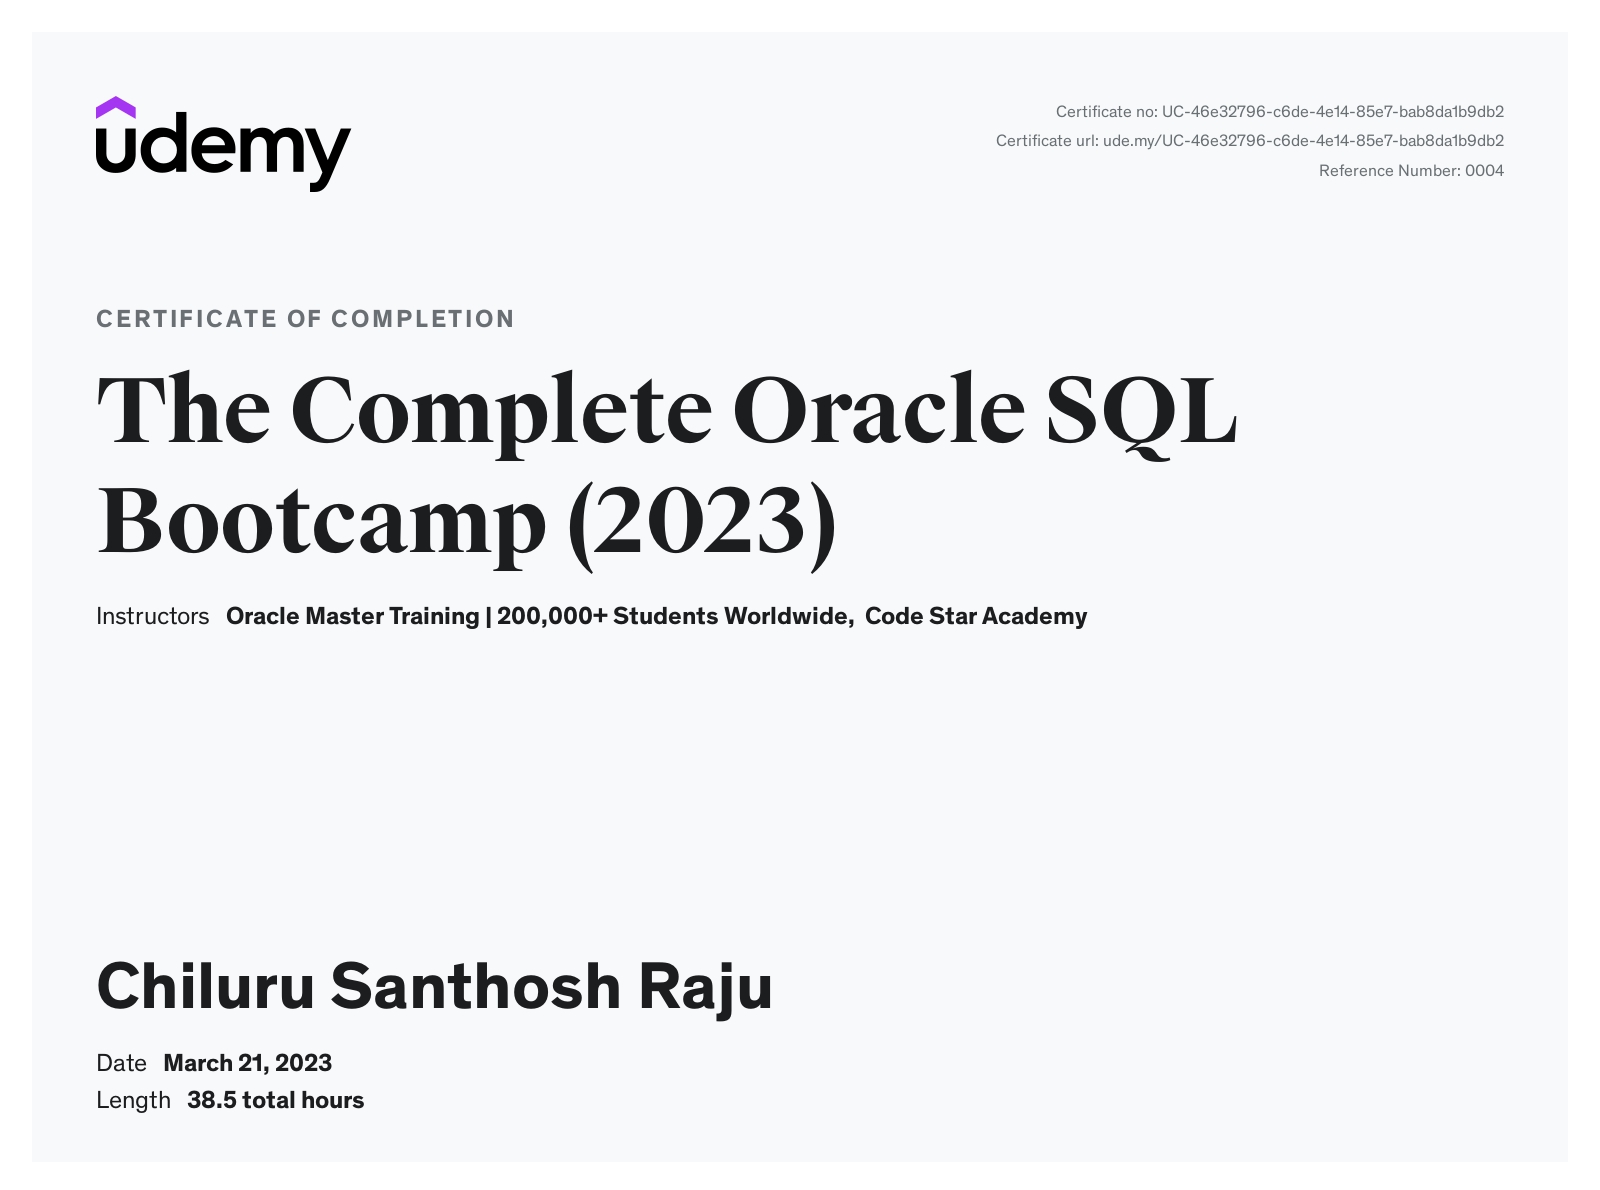 udemy
Certificate no: UC-46e32796-c6de-4e14-85e7-bab8da1b9db2
Certificate url: ude.my/UC-46e32796-c6de-4e14-85e7-bab8da1b9db2
Reference Number: 0004
CERTIFICATE OF COMPLETION
The Complete Oracle SQL
Bootcamp (2023)
Instructors Oracle Master Training | 200,000+ Students Worldwide, Code Star Academy
Chiluru Santhosh Raju
Date March 21, 2023
Length 38.5 total hours